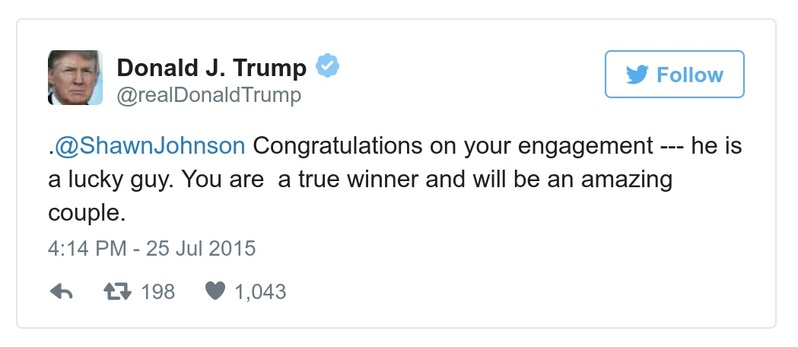 Donald J. Trump
@realDonaldTrump
Follow
.@ShawnJohnson Congratulations on your engagement --- he is
a lucky guy. You are  a true winner and will be an amazing
couple.
4:14 PM - 25 Jul 2015
198 1,043